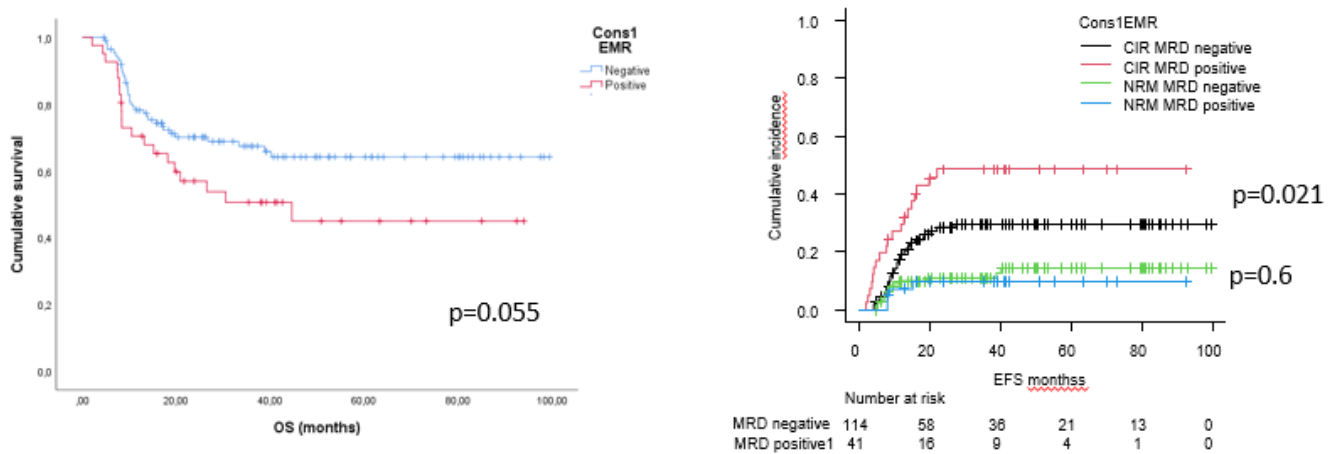 1,0
0,8
0,6
0,4
0,2
0,0
Cumulative survival
,00 20,00 40,00 60,00 80,00 100,00
OS (months)
Cons1
EMR
Negative
Positive
p=0.055
1.0
0.8
0.6
0.4
0.2
0.0
Cumulative incidence
Cons1EMR
CIR MRD negative
CIR MRD positive
NRM MRD negative
NRM MRD positive
p=0.021
p=0.6
0 20 40 60 80 100
EFS monthss
Number at risk
MRD negative 114 58 36 21 13 0
MRD positive1 41 16 9 4 1 0